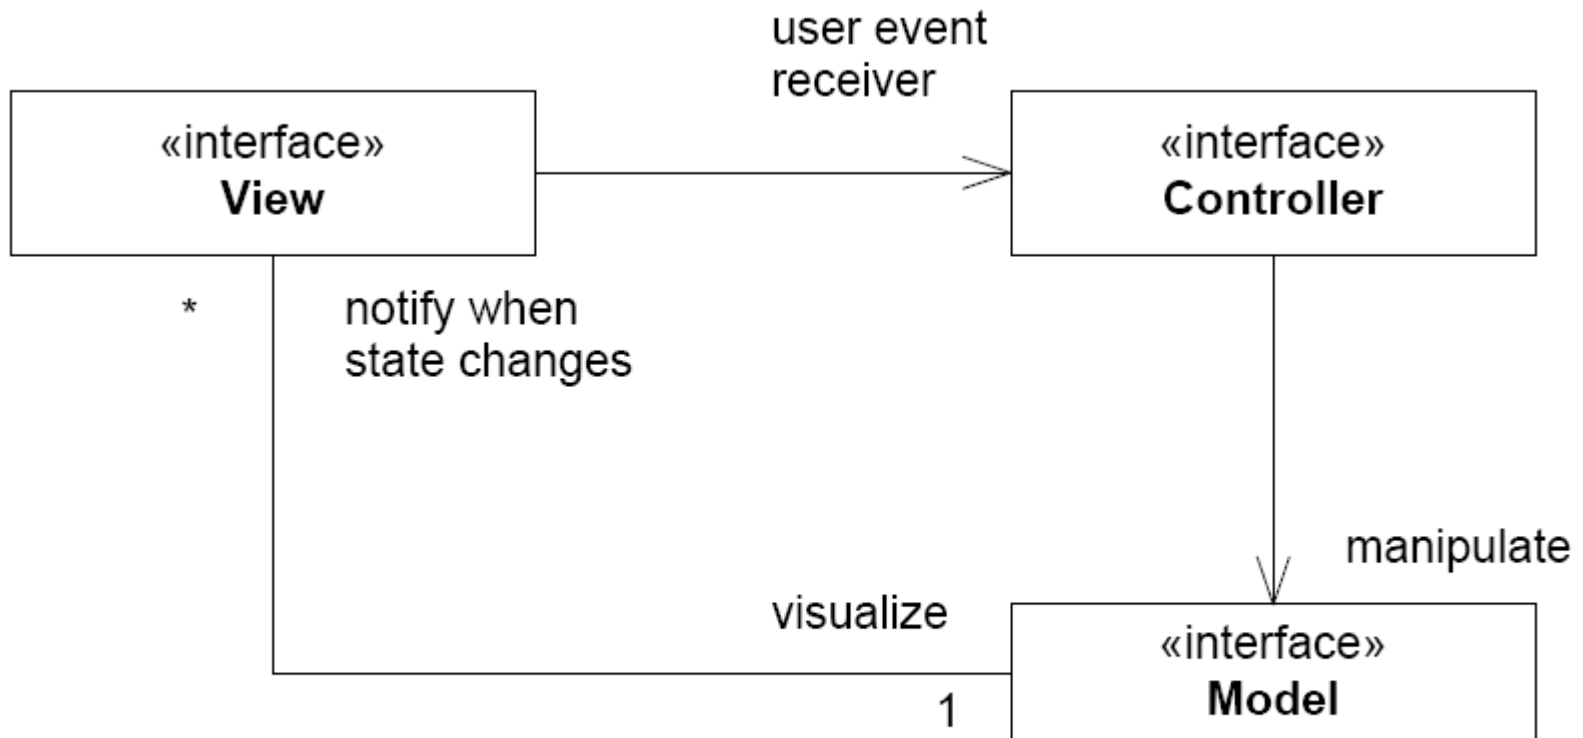 user event
receiver
«interface»
View
«interface»
Controller
*
notify when
state changes
manipulate
visualize
1
«interface»
Model